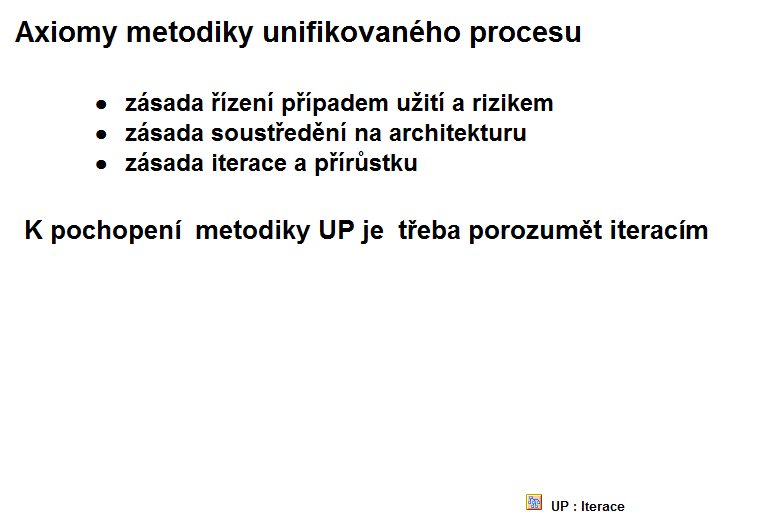 Axiomy metodiky unifikovaného procesu
● zásada řízení případem užití a rizikem
● zásada soustředění na architekturu
● zásada iterace a přírůstku
K pochopení metodiky UP je třeba porozumět iteracím
UP : Iterace